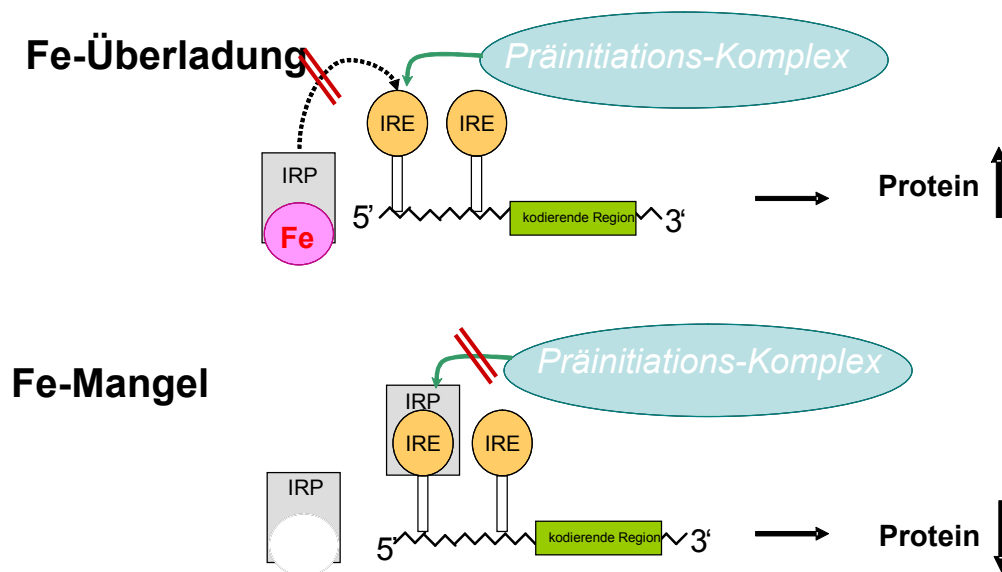 Fe-Überladung
Präinitiations-Komplex
IRE
IRE
IRP
Fe
5’
kodierende Region
3‘
Protein
Fe-Mangel
Präinitiations-Komplex
IRP
IRE
IRE
IRP
5’
kodierende Region
3‘
Protein